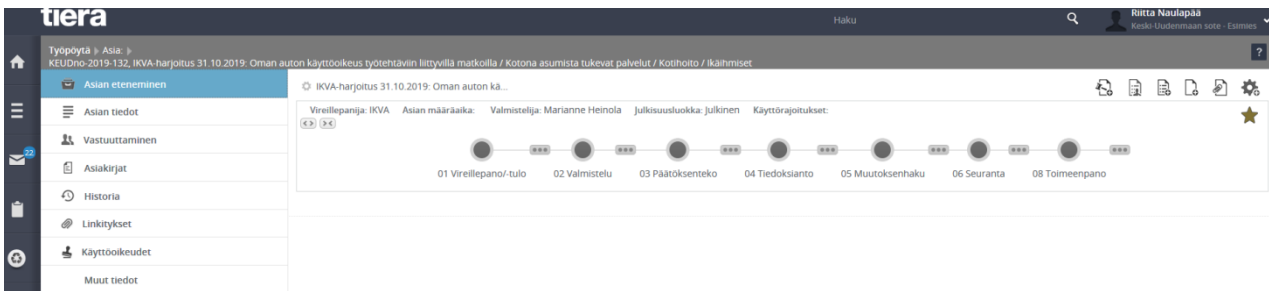 tiera
Haku
Riitta Naulapää
Keski-Uudenmaan sote - Esimies
Työpöytä Asia:
KEUDno-2019-132, IKVA-harjoitus 31.10.2019: Oman auton käyttöoikeus työtehtäviin liittyvillä matkoilla / Kotona asumista tukevat palvelut / Kotihoito / Ikäihmiset
?
Asian eteneminen
Asian tiedot
Vastuuttaminen
22
Asiakirjat
Historia
Linkitykset
Käyttöoikeudet
Muut tiedot
IKVA-harjoitus 31.10.2019: Oman auton kä...
Vireillepanija: IKVA Asian määräaika: Valmistelija: Marianne Heinola Julkisuusluokka: Julkinen Käyttörajoitukset:
01 Vireillepano/-tulo 02 Valmistelu 03 Päätöksenteko 04 Tiedoksianto 05 Muutoksenhaku 06 Seuranta 08 Toimeenpano